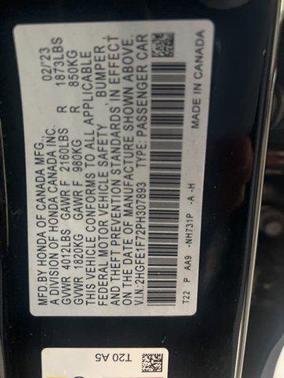 MFD. BY HONDA OF CANADA MFG. 02/'23
A DIVISION OF HONDA CANADA INC.
GVWR 4012LBS GAWR F 2160LBS R 1873LBS
GVWR 1820KG GAWR F 980KG R 850KG
THIS VEHICLE CONFORMS TO ALL APPLICABLE
FEDERAL MOTOR VEHICLE SAFETY, BUMPER,
AND THEFT PREVENTION STANDARDS IN EFFECT
ON THE DATE OF MANUFACTURE SHOWN ABOVE.
V.I.N. 2HGFE1F72PH307893 TYPE: PASSENGER CAR
T22 P AA9 -NH731P -A -H
MADE IN CANADA
T20 A5